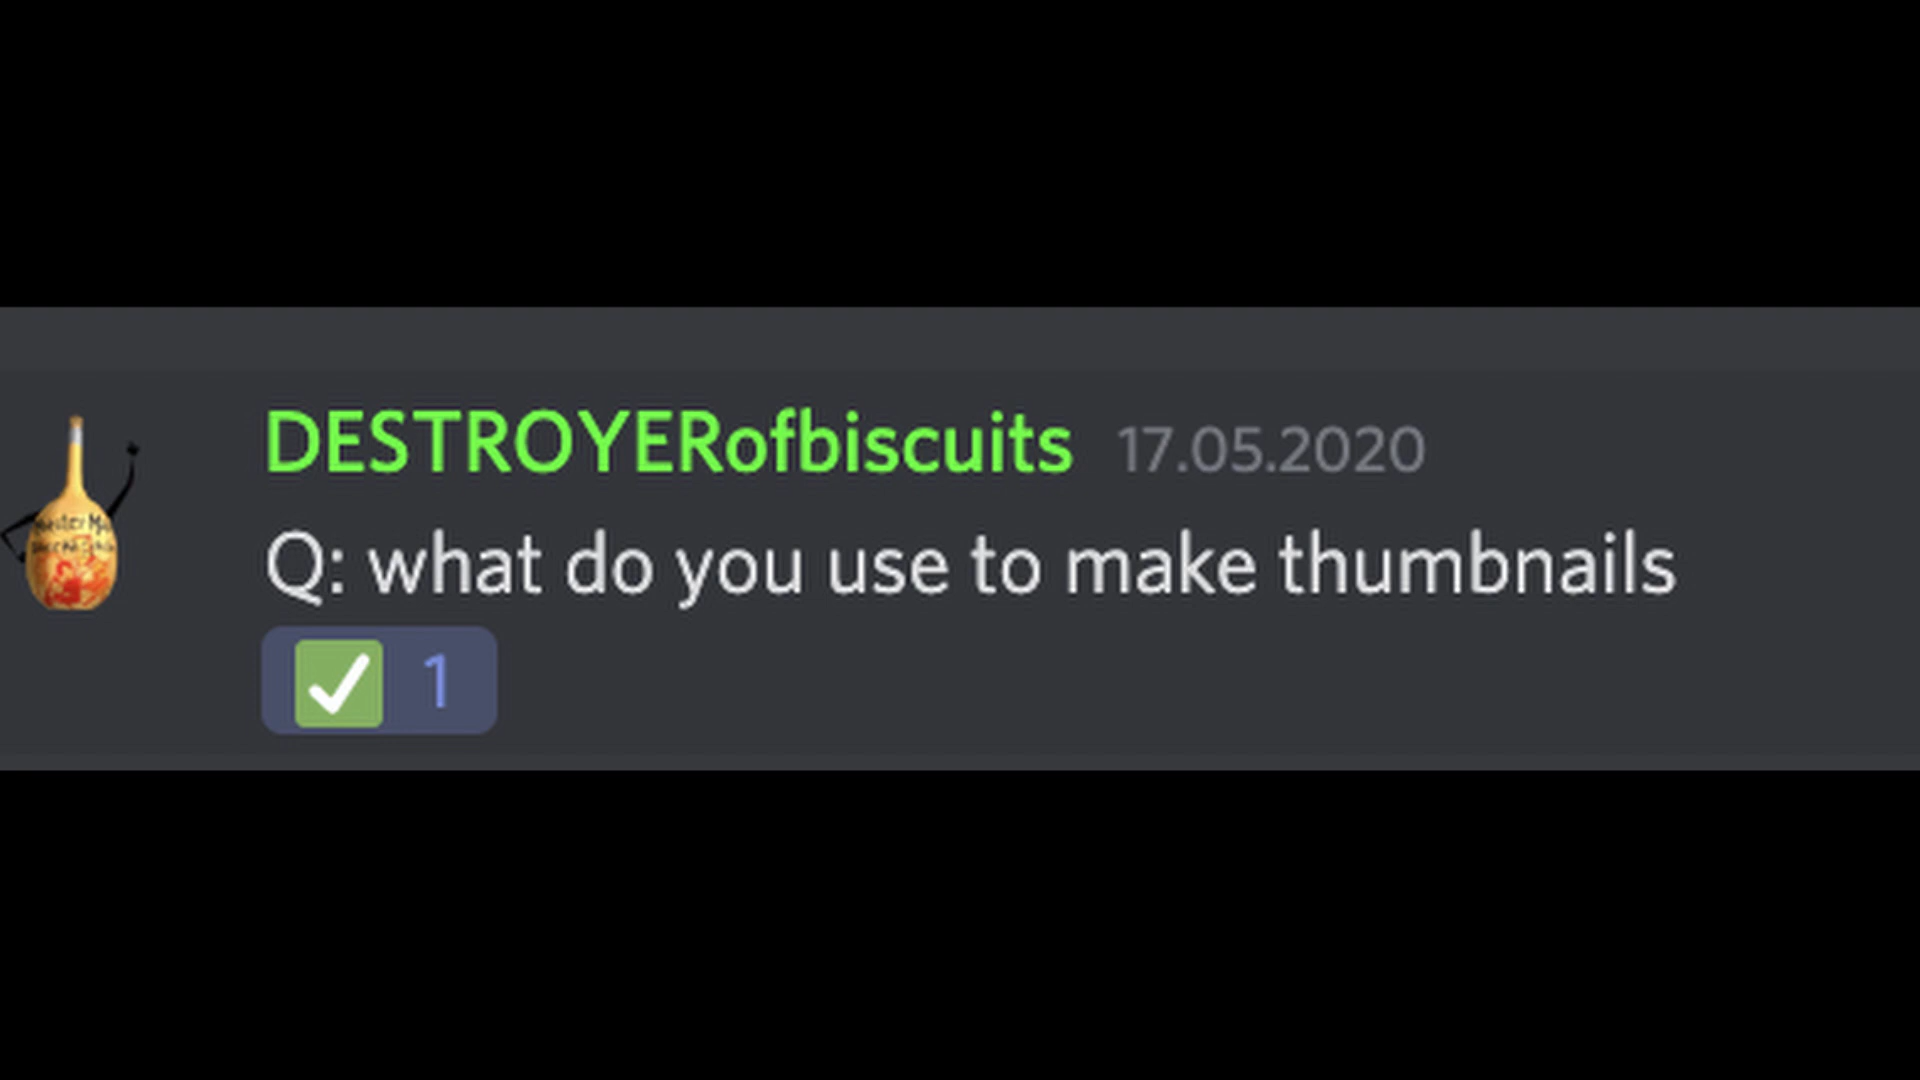 DESTROYERofbiscuits 17.05.2020
Q: what do you use to make thumbnails
1